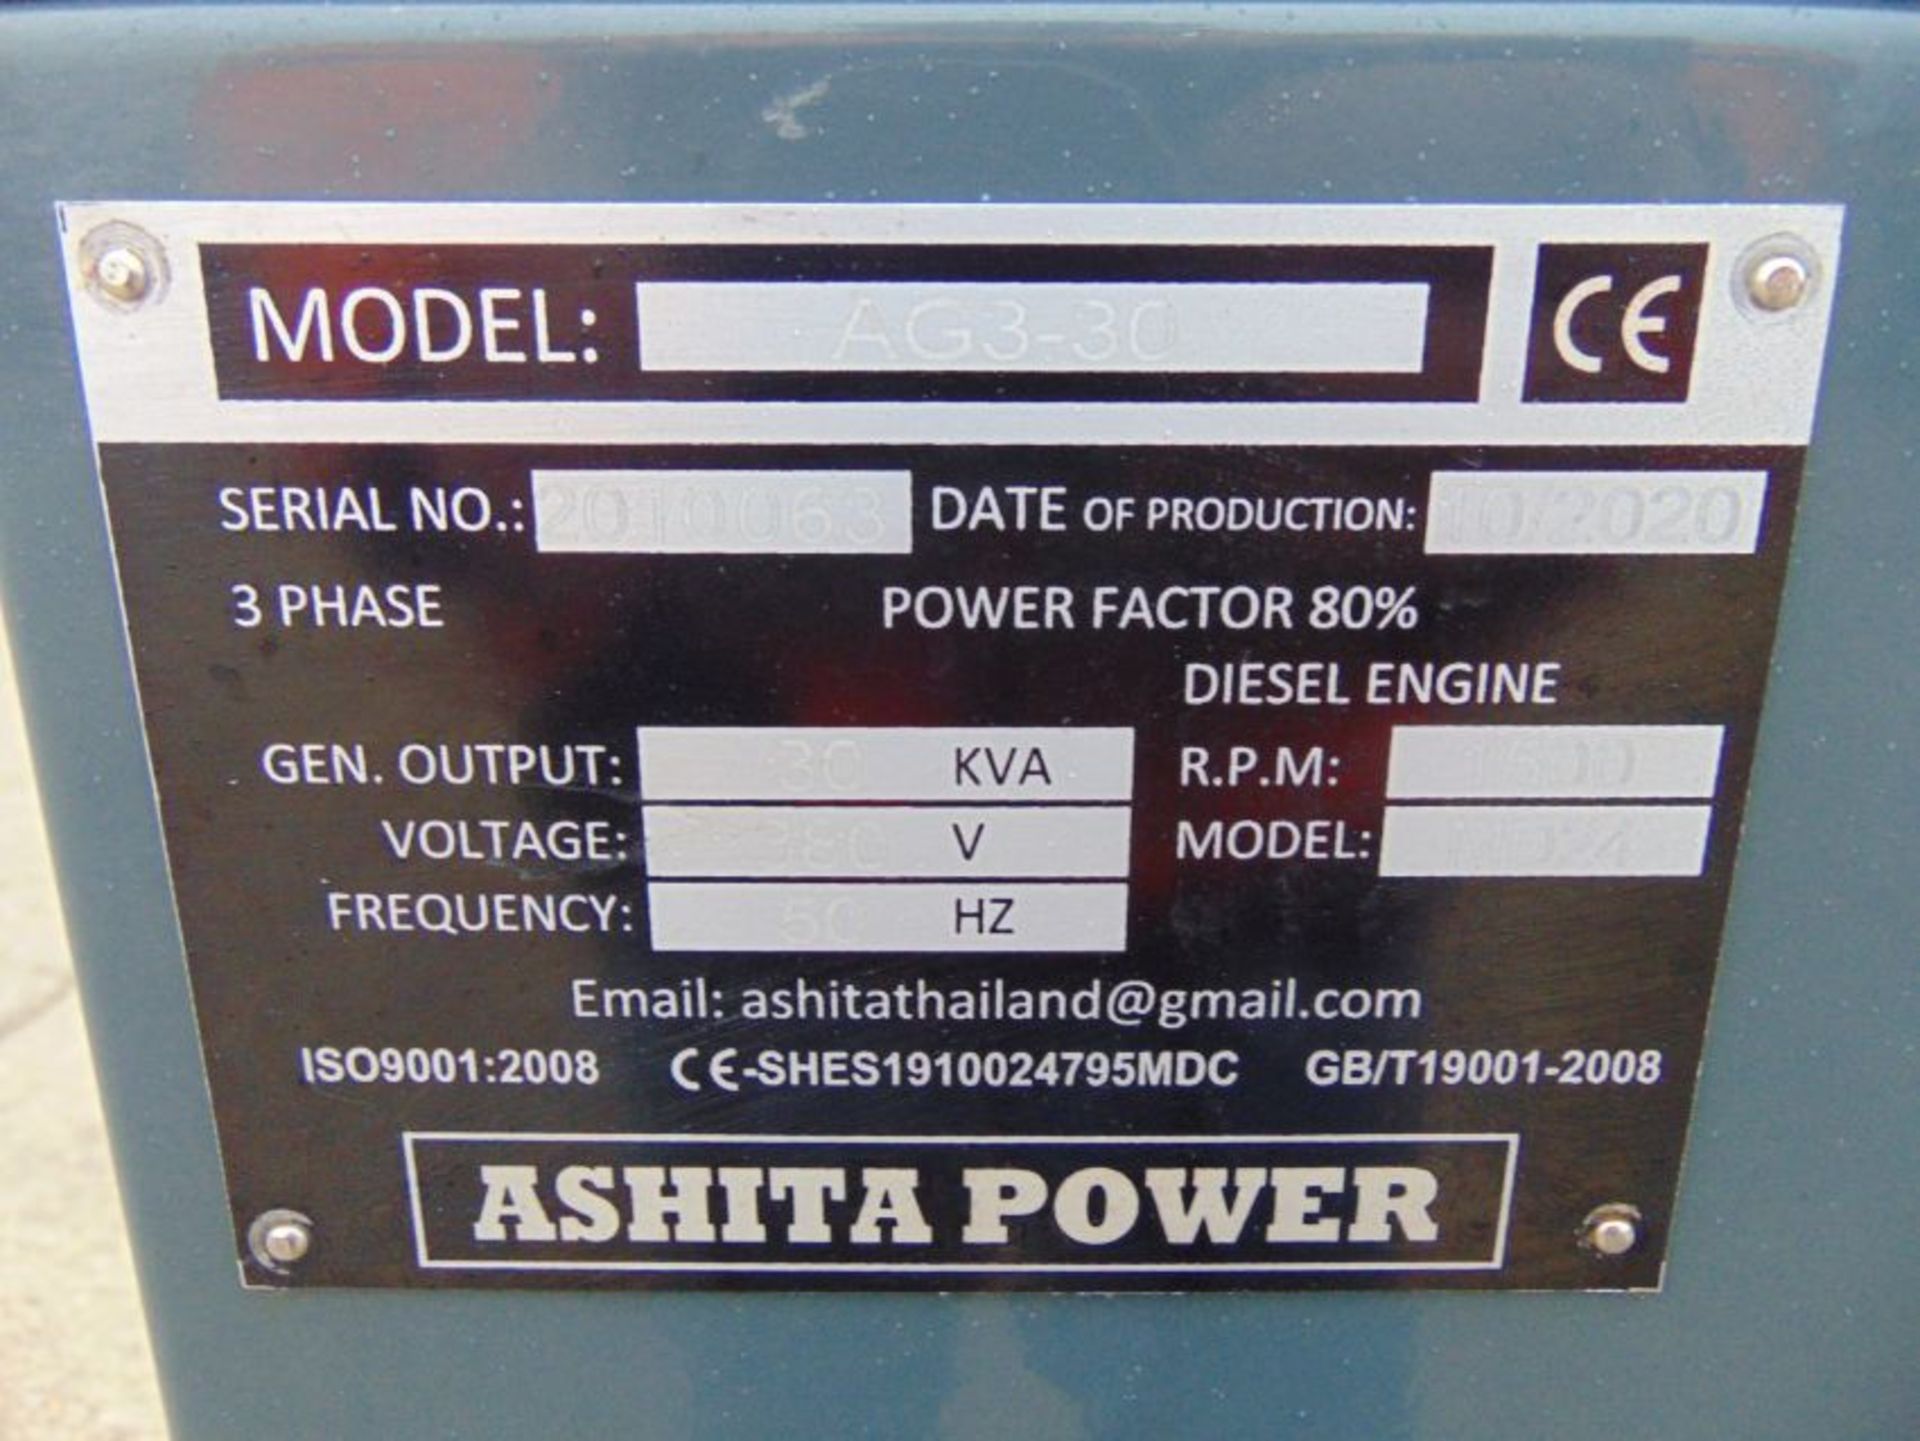 MODEL: AG3-30 CE
SERIAL NO.: 2010063 DATE OF PRODUCTION: 10/2020
3 PHASE POWER FACTOR 80%
DIESEL ENGINE
GEN. OUTPUT: 30 KVA R.P.M: 1500
VOLTAGE: 380 V MODEL: ND24
FREQUENCY: 50 HZ
Email: ashitathailand@gmail.com
ISO9001:2008 CE-SHES1910024795MDC GB/T19001-2008
ASHITA POWER